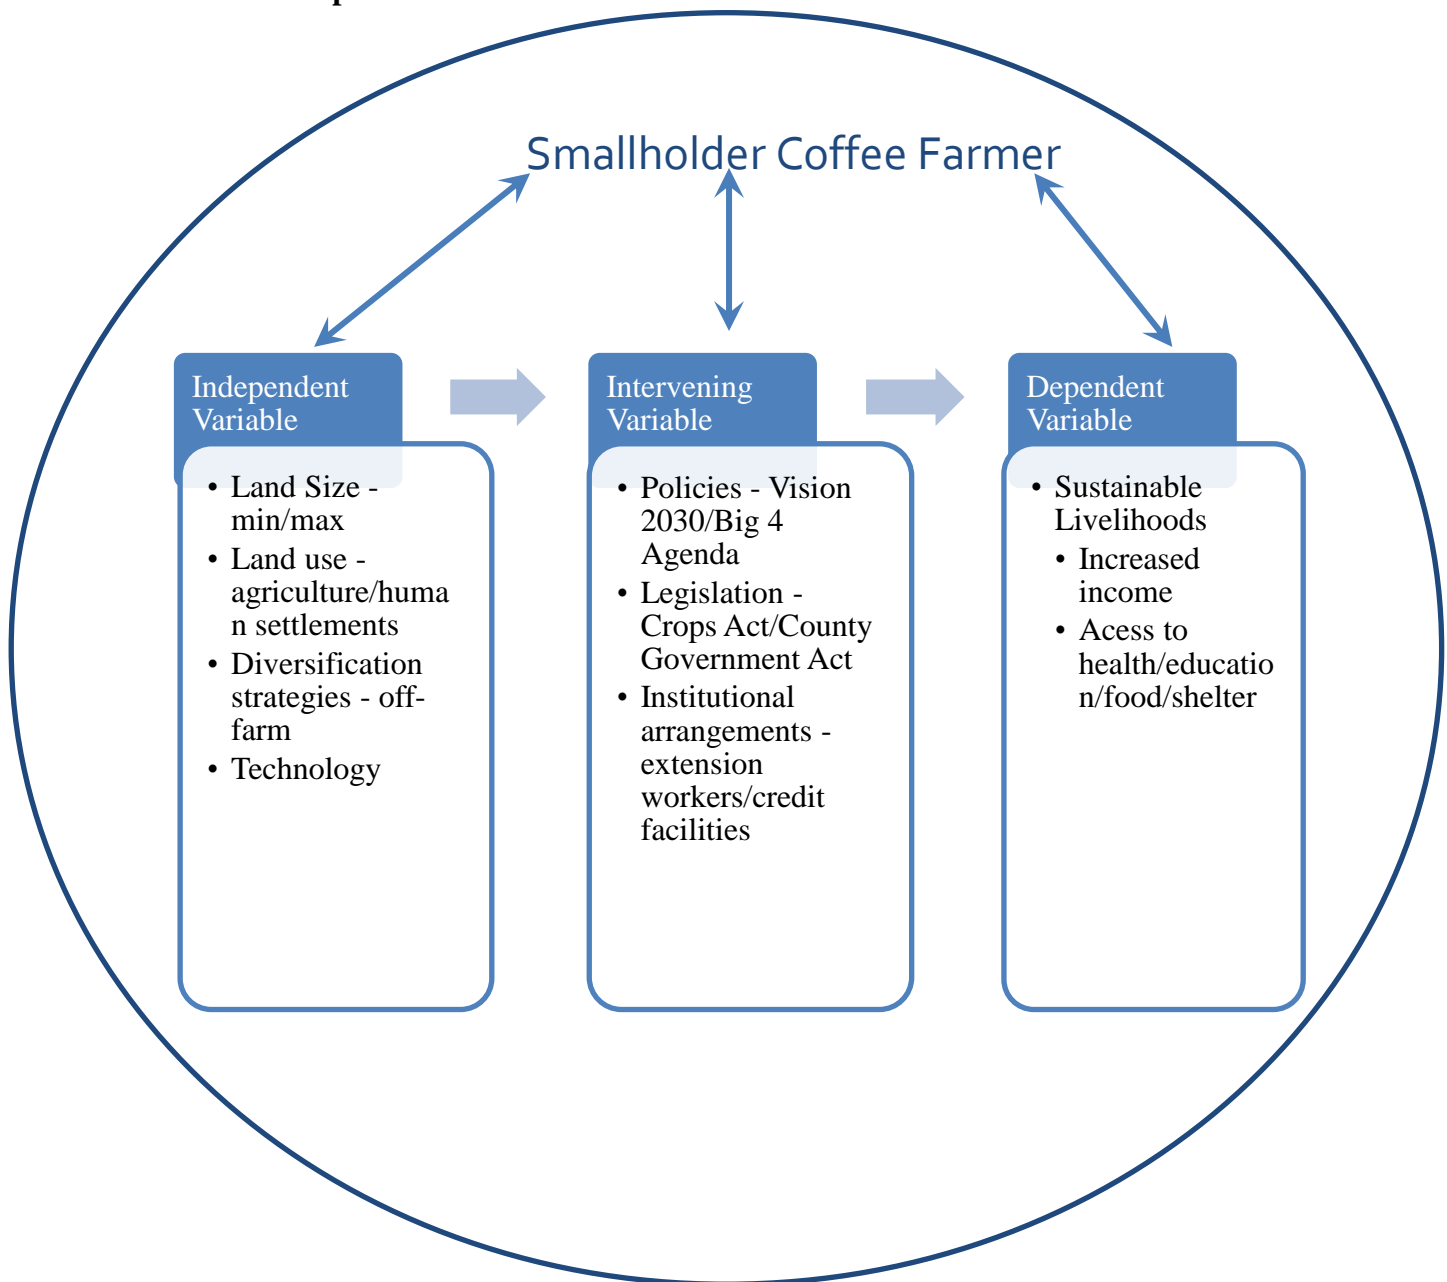 Smallholder Coffee Farmer
Independent
Variable
• Land Size -
min/max
• Land use -
agriculture/huma
n settlements
• Diversification
strategies - off-
farm
• Technology
Intervening
Variable
• Policies - Vision
2030/Big 4
Agenda
• Legislation -
Crops Act/County
Government Act
• Institutional
arrangements -
extension
workers/credit
facilities
Dependent
Variable
• Sustainable
Livelihoods
• Increased
income
• Acess to
health/educatio
n/food/shelter